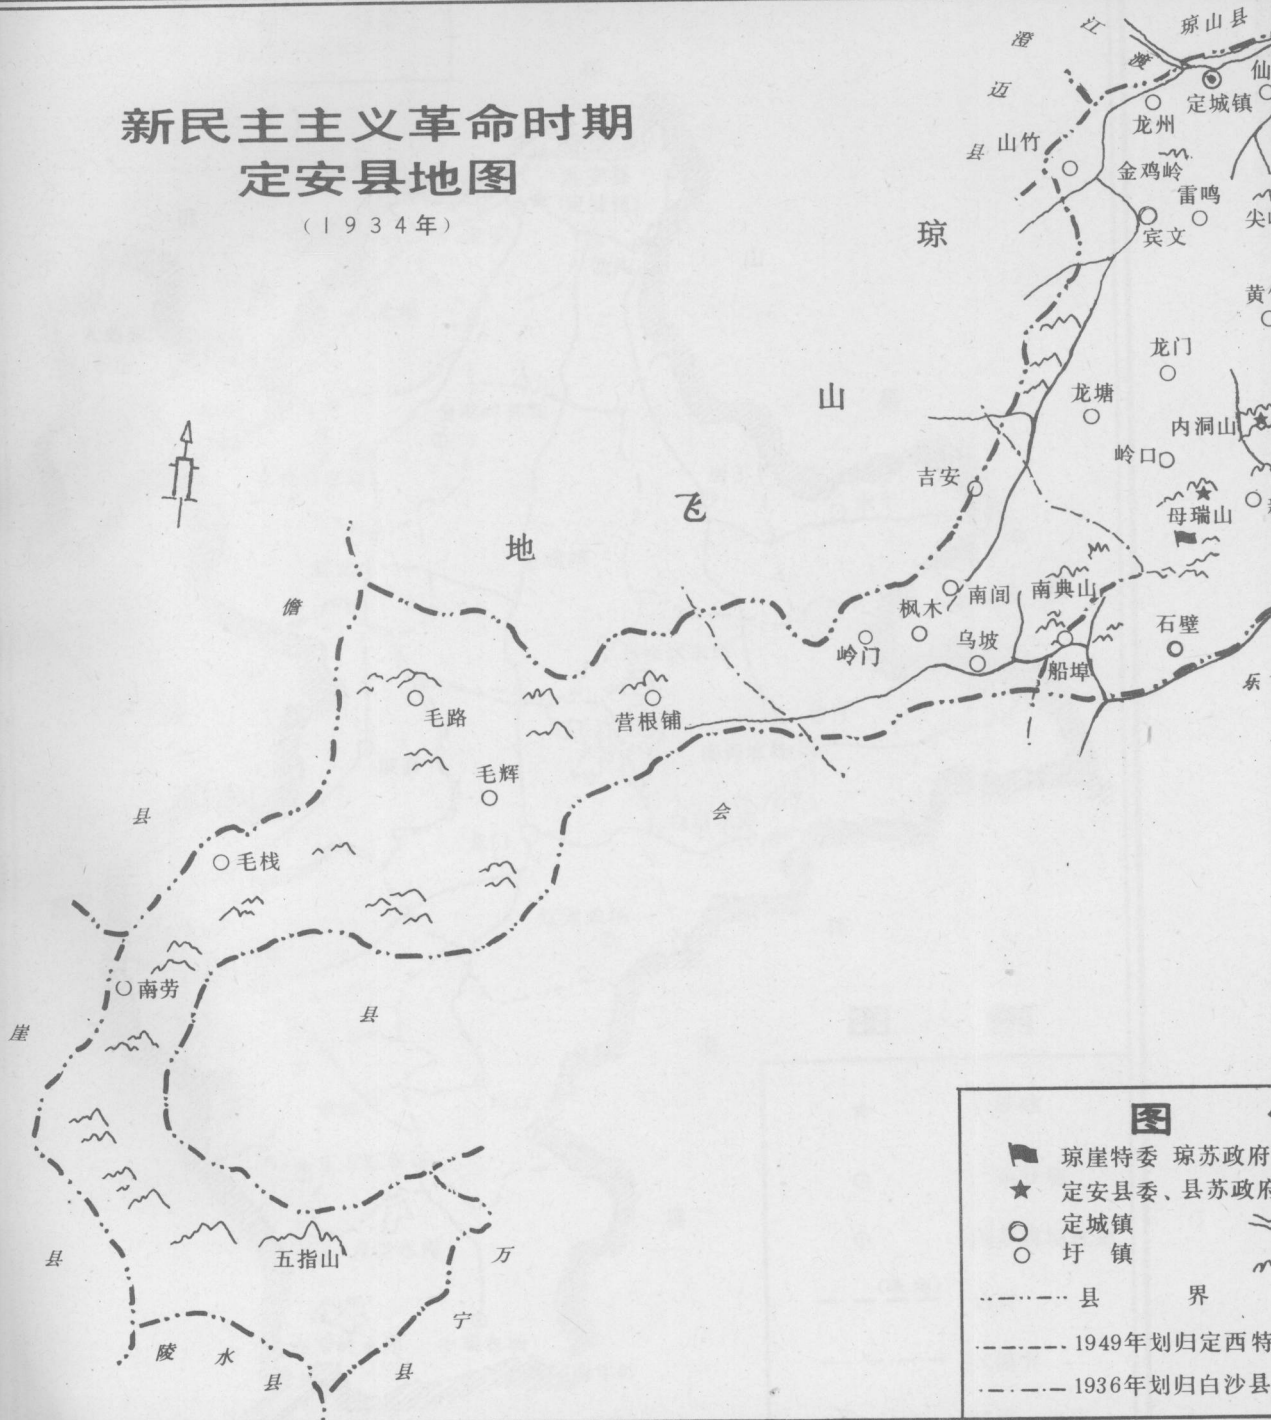 新民主主义革命时期
定安县地图
（1934年）
澄
迈
县
江
渡
琼山县
定城镇
仙
龙州
山竹
金鸡岭
雷鸣
宾文
尖
黄
琼
山
飞
地
龙门
龙塘
内洞山
岭口
母瑞山
吉安
南闾
南典山
枫木
岭门
乌坡
船埠
石壁
乐
儋
县
毛路
营根铺
毛辉
毛栈
会
县
南劳
崖
县
五指山
万
宁
县
陵
水
县
图
琼崖特委 琼苏政府
定安县委、县苏政府
定城镇
圩 镇
县 界
1949年划归定西特
1936年划归白沙县